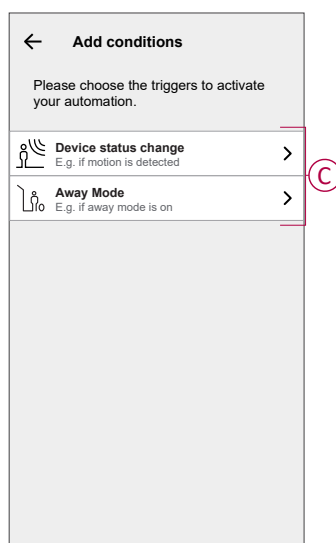 Add conditions
Please choose the triggers to activate
your automation.
Device status change
E.g. if motion is detected
Away Mode
E.g. if away mode is on
C